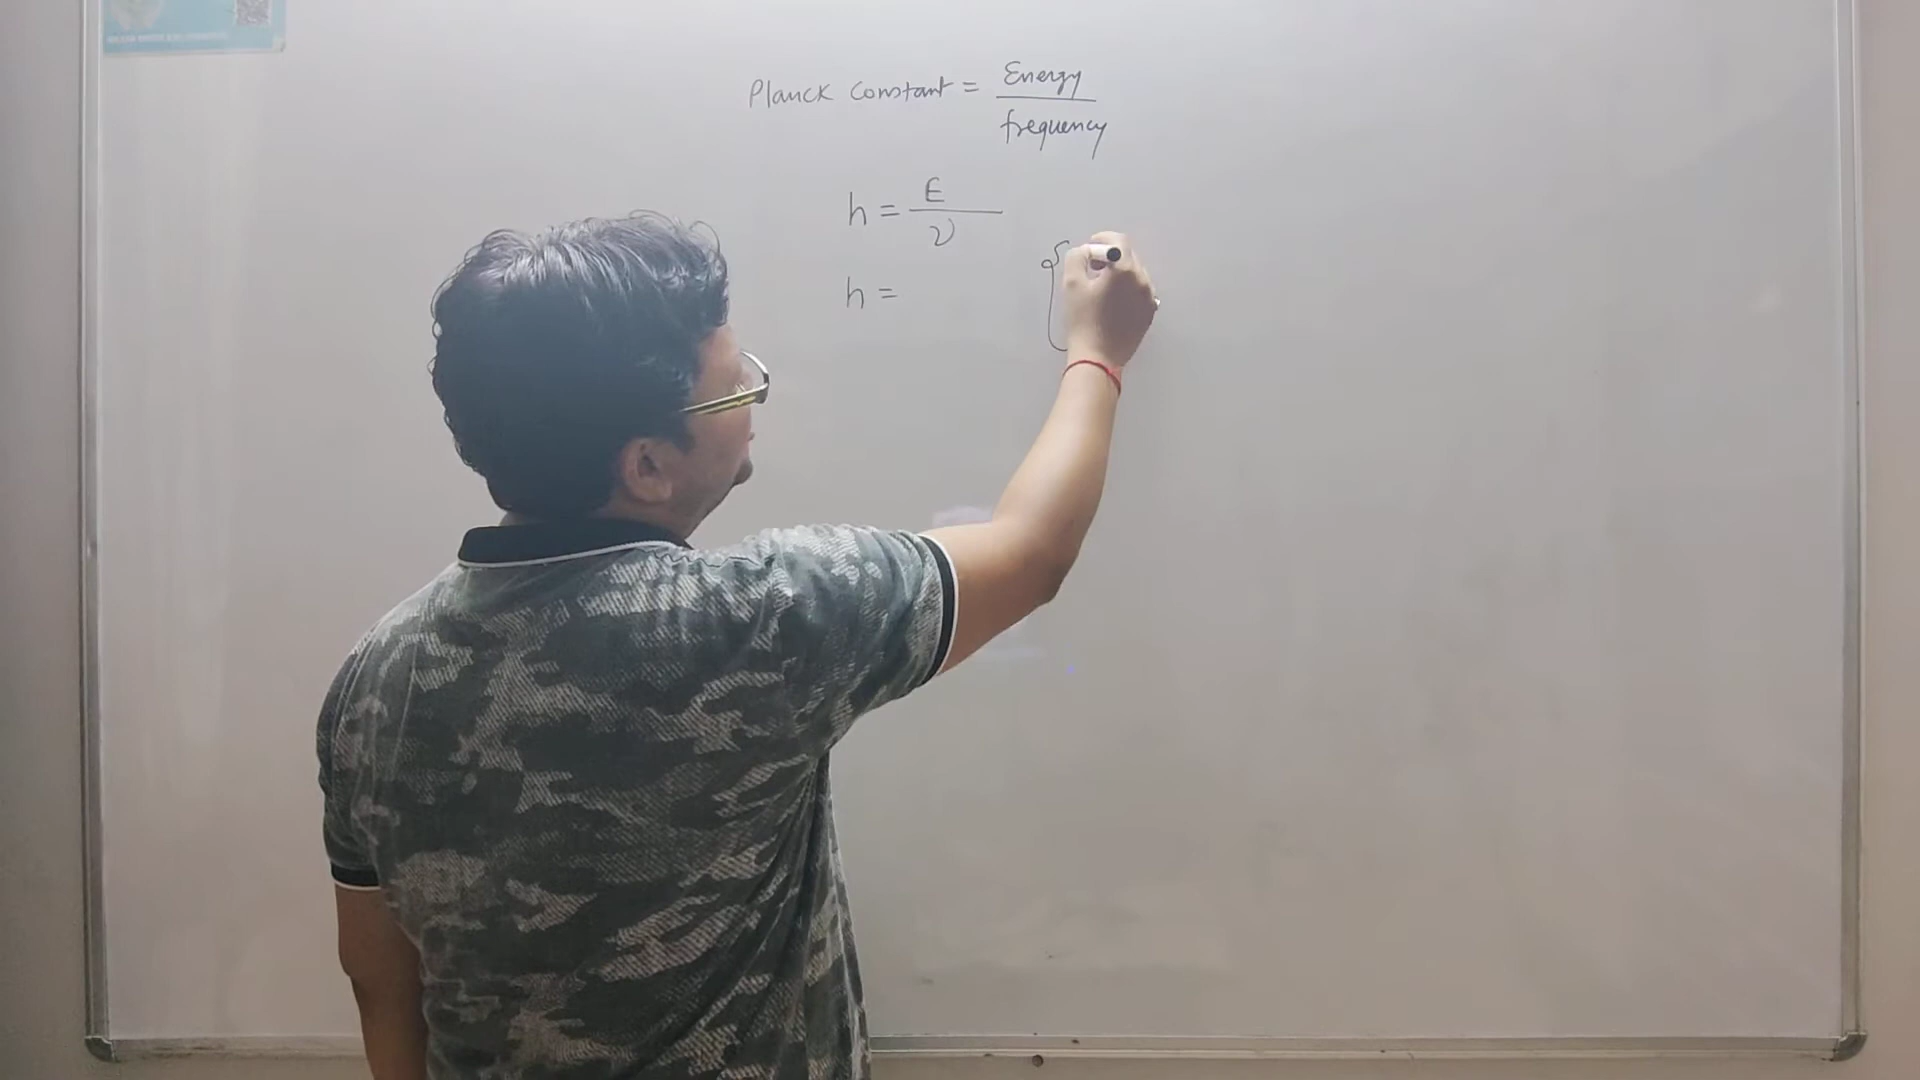 Planck Constant = Energy / frequency
h = E / ν
h =
{